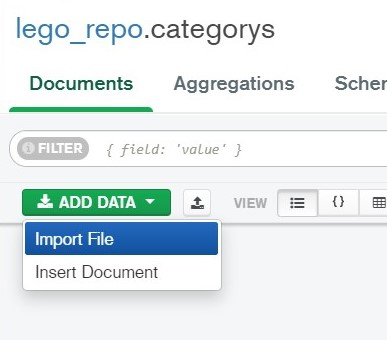 lego_repo.categorys
Documents Aggregations Scher
FILTER { field: 'value' }
ADD DATA VIEW { }
Import File
Insert Document